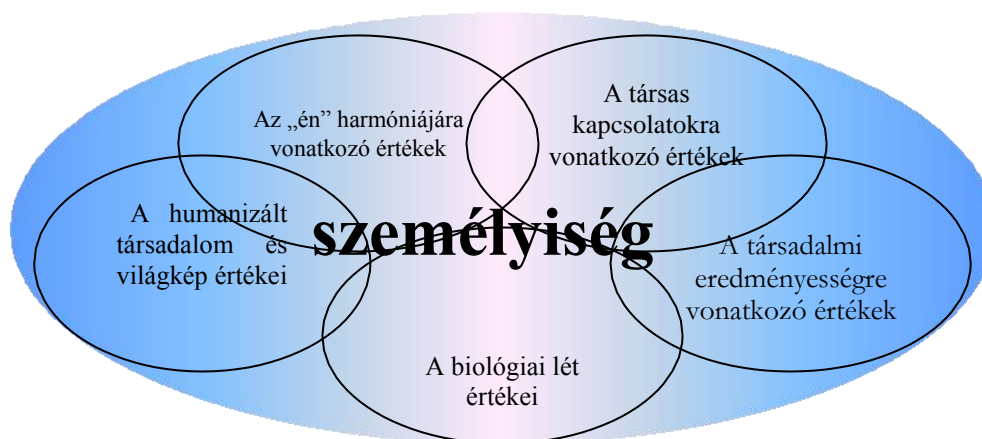 Az „én” harmóniájára
vonatkozó értékek
A társas
kapcsolatokra
vonatkozó értékek
A humanizált
társadalom és
világkép értékei
személyiség
A társadalmi
eredményességre
vonatkozó értékek
A biológiai lét
értékei